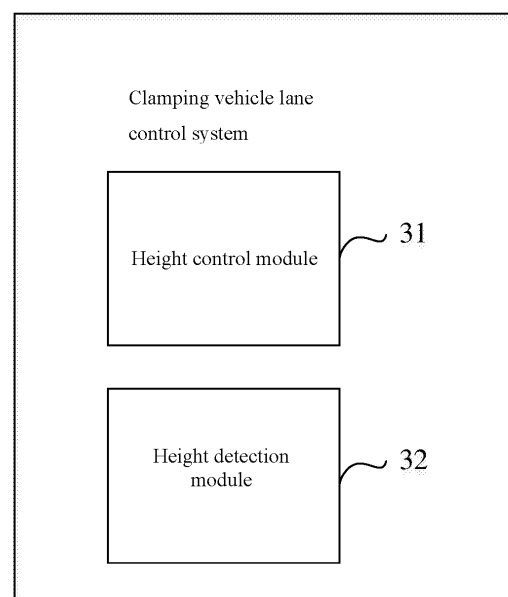 Clamping vehicle lane
control system
Height control module
31
Height detection
module
32